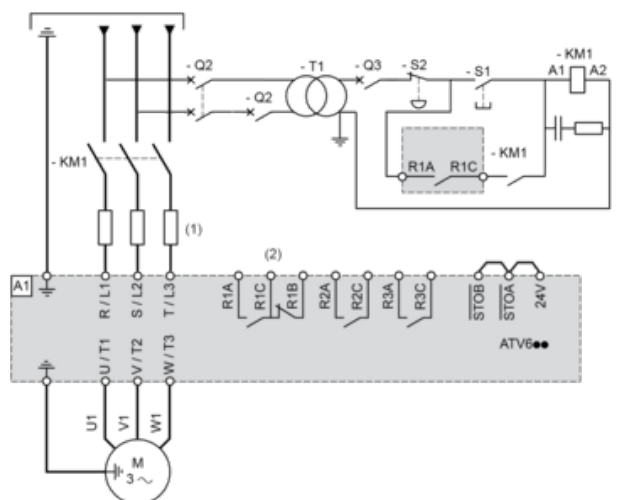 - Q2
- T1
- Q3
- S2
- S1
- KM1
A1
A2
- Q2
- KM1
R1A
R1C
- KM1
(1)
(2)
A1
R / L1
S / L2
T / L3
R1A
R1C
R1B
R2A
R2C
R3A
R3C
STOB
STOA
24V
ATV6●●
U / T1
V / T2
W / T3
U1
V1
W1
M
3 ~